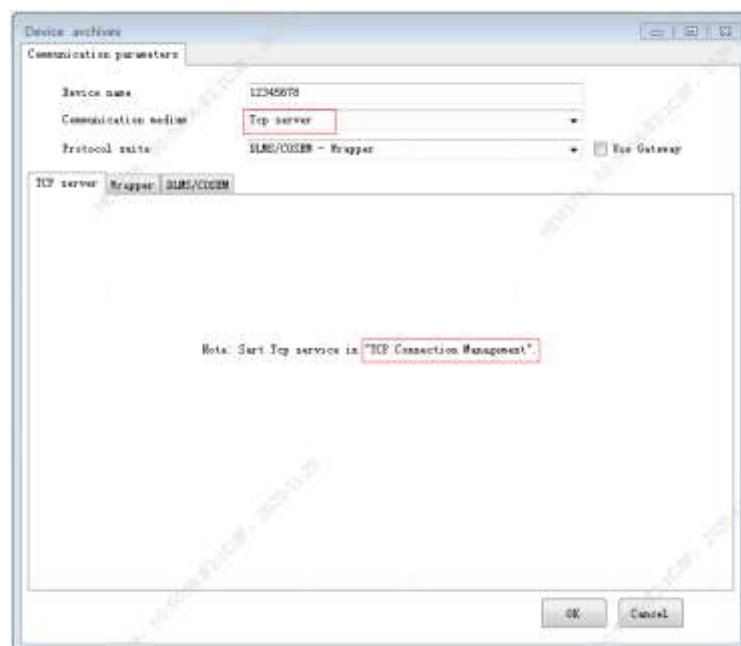 Device archives
Communication parameters
Device name 12345678
Communication medium Tcp server
Protocol suite DLMS/COSEM - Wrapper Use Gateway
TCP server Wrapper DLMS/COSEM
Note: Sart Tcp service in "TCP Connection Management".
OK Cancel